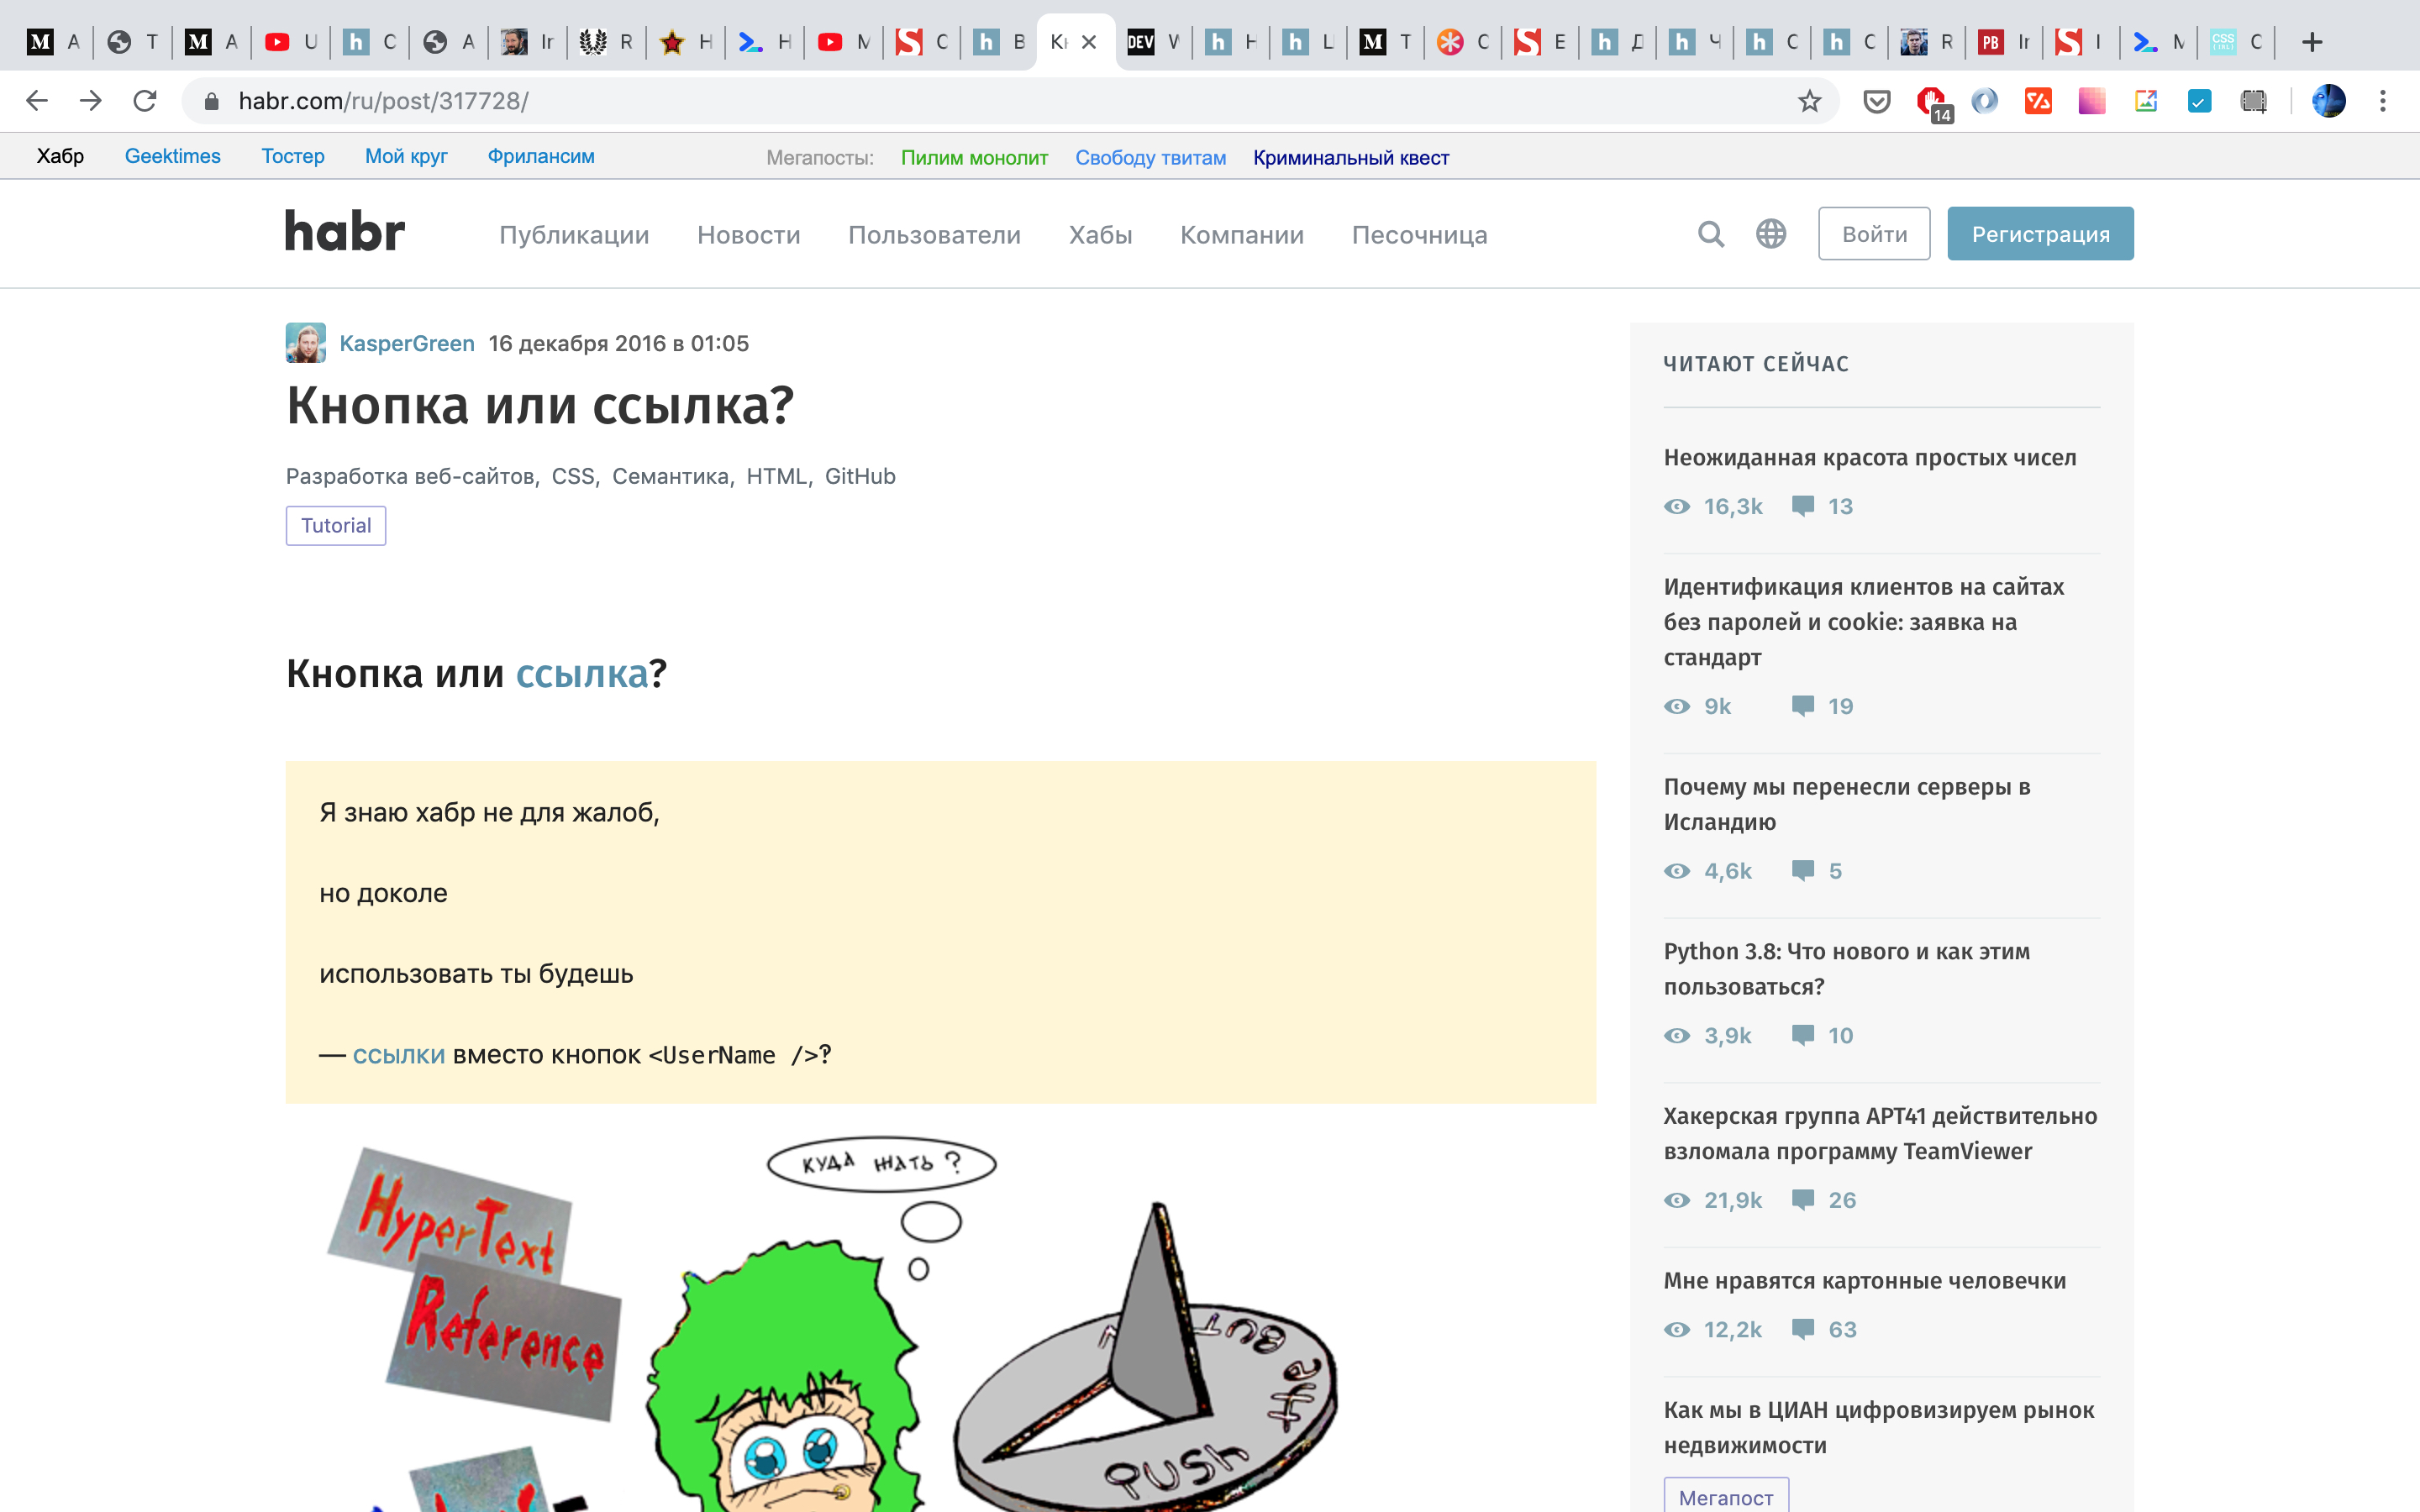 M A T M A U h C A Ir R Н Н M S С h В Кн DEV W h Н h Ц M T С S Е h Д h Ч h С h С R PB Ir S I М CSS С
habr.com/ru/post/317728/
14
Хабр Geektimes Тостер Мой круг Фрилансим Мегапосты: Пилим монолит Свободу твитам Криминальный квест
habr Публикации Новости Пользователи Хабы Компании Песочница Войти Регистрация
KasperGreen 16 декабря 2016 в 01:05
Кнопка или ссылка?
Разработка веб-сайтов, CSS, Семантика, HTML, GitHub
Tutorial
Кнопка или ссылка?
Я знаю хабр не для жалоб,
но доколе
использовать ты будешь
— ссылки вместо кнопок <UserName />?
КУДА ЖАТЬ?
HyperText
Reference
PUSH THE BUTT
ЧИТАЮТ СЕЙЧАС
Неожиданная красота простых чисел
16,3k 13
Идентификация клиентов на сайтах
без паролей и cookie: заявка на
стандарт
9k 19
Почему мы перенесли серверы в
Исландию
4,6k 5
Python 3.8: Что нового и как этим
пользоваться?
3,9k 10
Хакерская группа APT41 действительно
взломала программу TeamViewer
21,9k 26
Мне нравятся картонные человечки
12,2k 63
Как мы в ЦИАН цифровизируем рынок
недвижимости
Мегапост